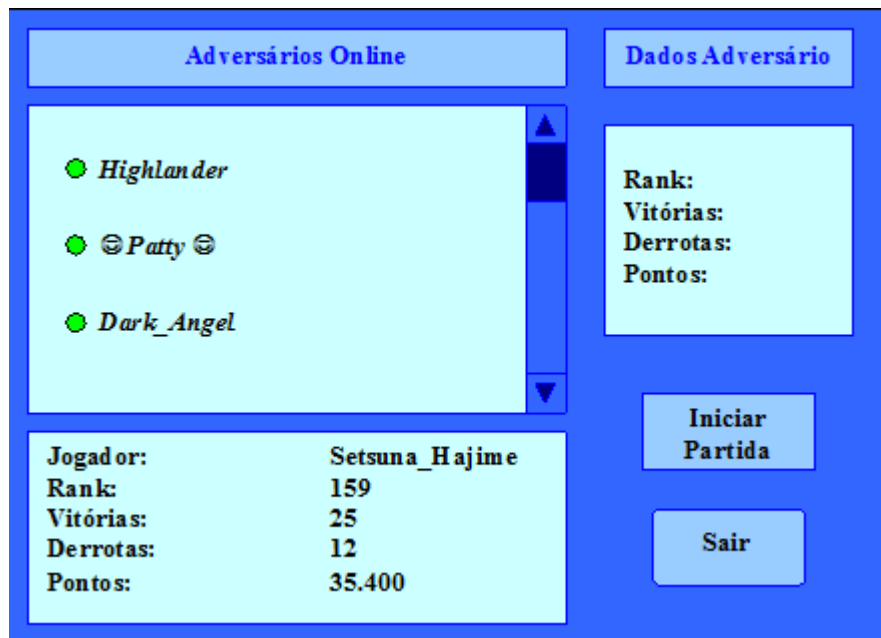 Adversários Online
Highlander
😊Patty 😊
Dark_Angel
Jogador: Setsuna_Hajime
Rank: 159
Vitórias: 25
Derrotas: 12
Pontos: 35.400
Dados Adversário
Rank:
Vitórias:
Derrotas:
Pontos:
Iniciar
Partida
Sair